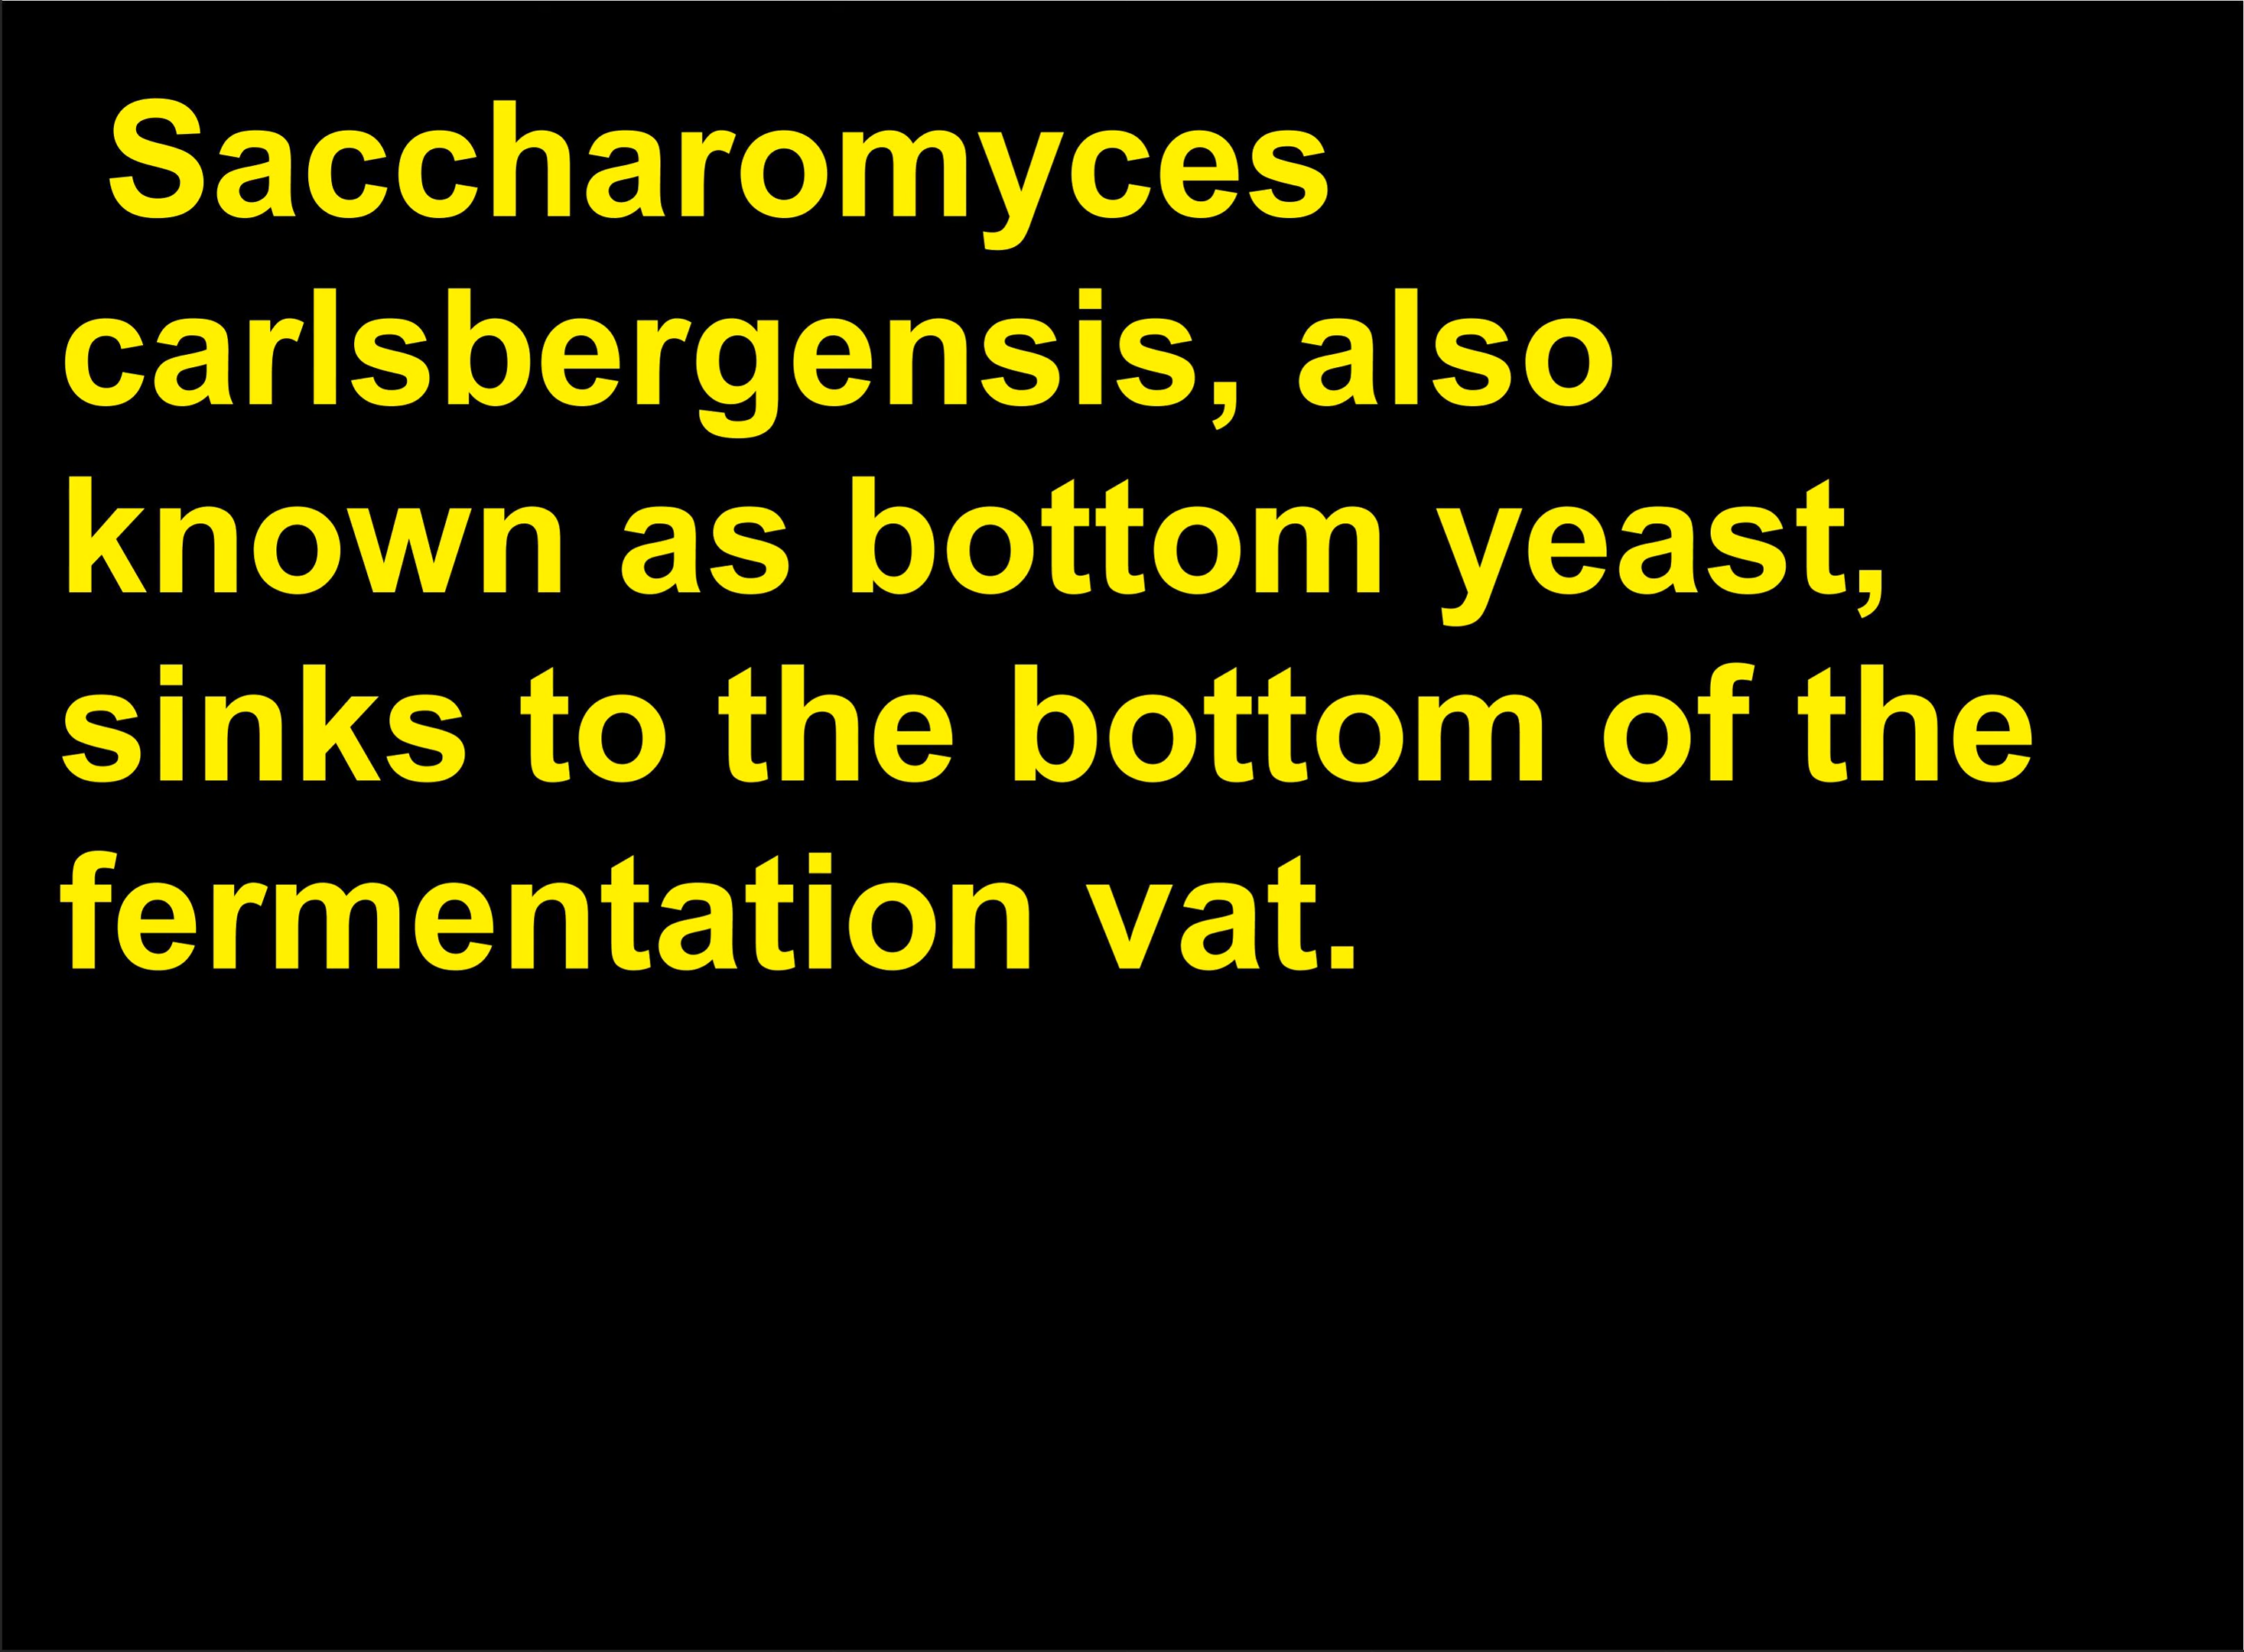 Saccharomyces
carlsbergensis, also
known as bottom yeast,
sinks to the bottom of the
fermentation vat.